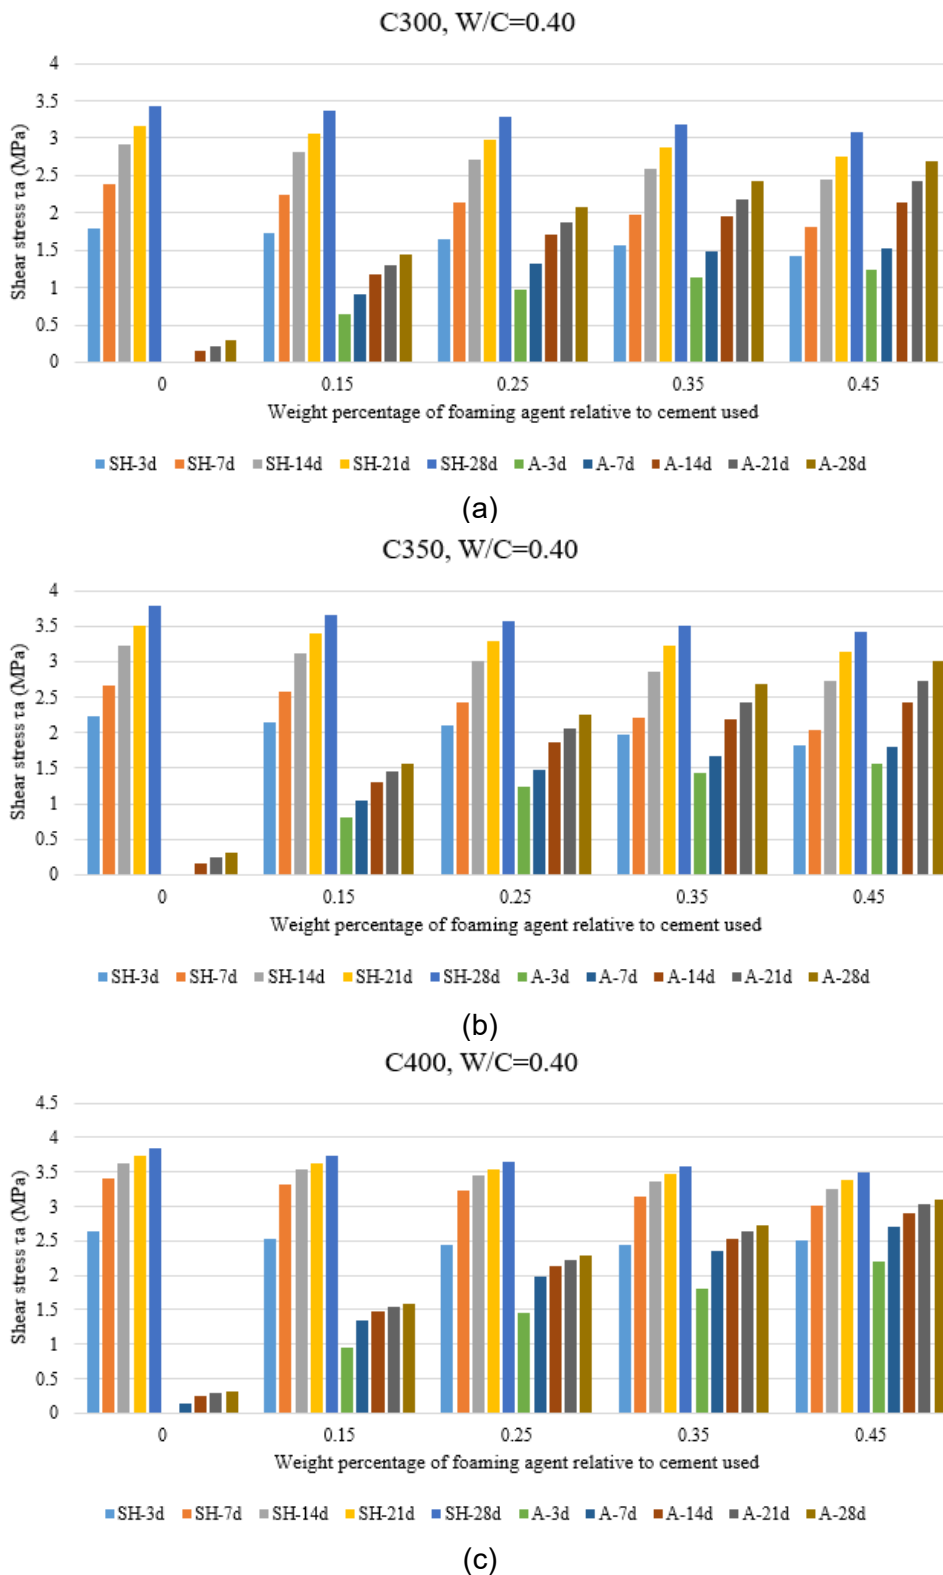 C300, W/C=0.40
Shear stress τa (MPa)
4
3.5
3
2.5
2
1.5
1
0.5
0
0 0.15 0.25 0.35 0.45
Weight percentage of foaming agent relative to cement used
SH-3d SH-7d SH-14d SH-21d SH-28d A-3d A-7d A-14d A-21d A-28d
(a)
C350, W/C=0.40
Shear stress τa (MPa)
4
3.5
3
2.5
2
1.5
1
0.5
0
0 0.15 0.25 0.35 0.45
Weight percentage of foaming agent relative to cement used
SH-3d SH-7d SH-14d SH-21d SH-28d A-3d A-7d A-14d A-21d A-28d
(b)
C400, W/C=0.40
Shear stress τa (MPa)
4.5
4
3.5
3
2.5
2
1.5
1
0.5
0
0 0.15 0.25 0.35 0.45
Weight percentage of foaming agent relative to cement used
SH-3d SH-7d SH-14d SH-21d SH-28d A-3d A-7d A-14d A-21d A-28d
(c)